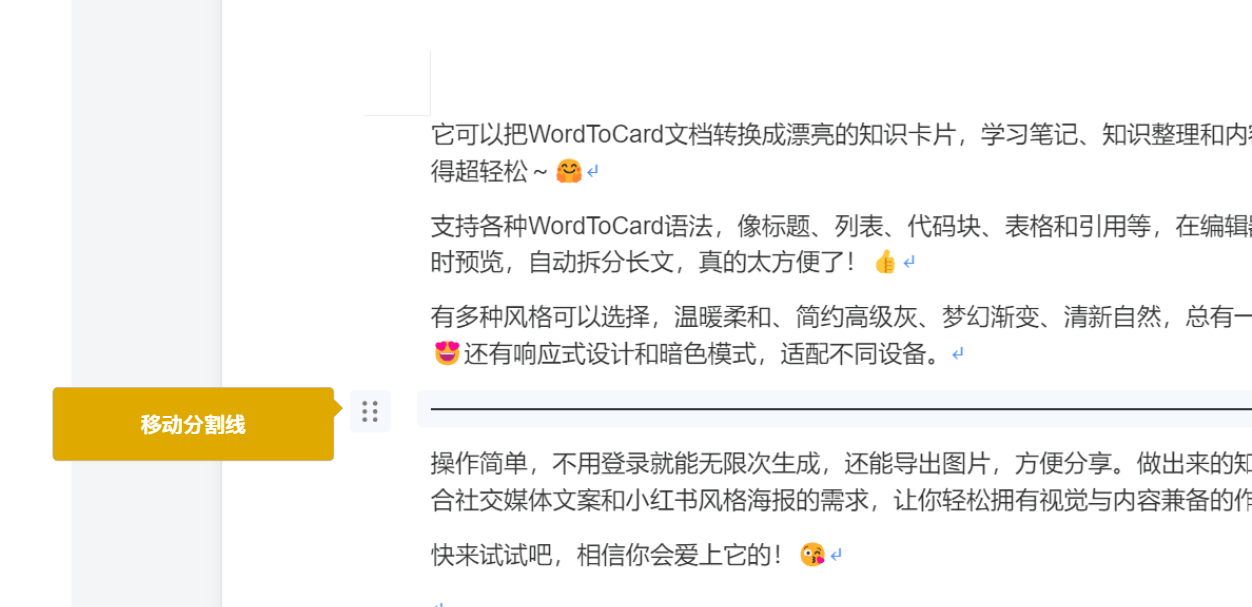 它可以把WordToCard文档转换成漂亮的知识卡片，学习笔记、知识整理和内
得超轻松~ 🤗↵
支持各种WordToCard语法，像标题、列表、代码块、表格和引用等，在编辑
时预览，自动拆分长文，真的太方便了！👍↵
有多种风格可以选择，温暖柔和、简约高级灰、梦幻渐变、清新自然，总有一
😍还有响应式设计和暗色模式，适配不同设备。↵
移动分割线
操作简单，不用登录就能无限次生成，还能导出图片，方便分享。做出来的知
合社交媒体文案和小红书风格海报的需求，让你轻松拥有视觉与内容兼备的作
快来试试吧，相信你会爱上它的！😘↵